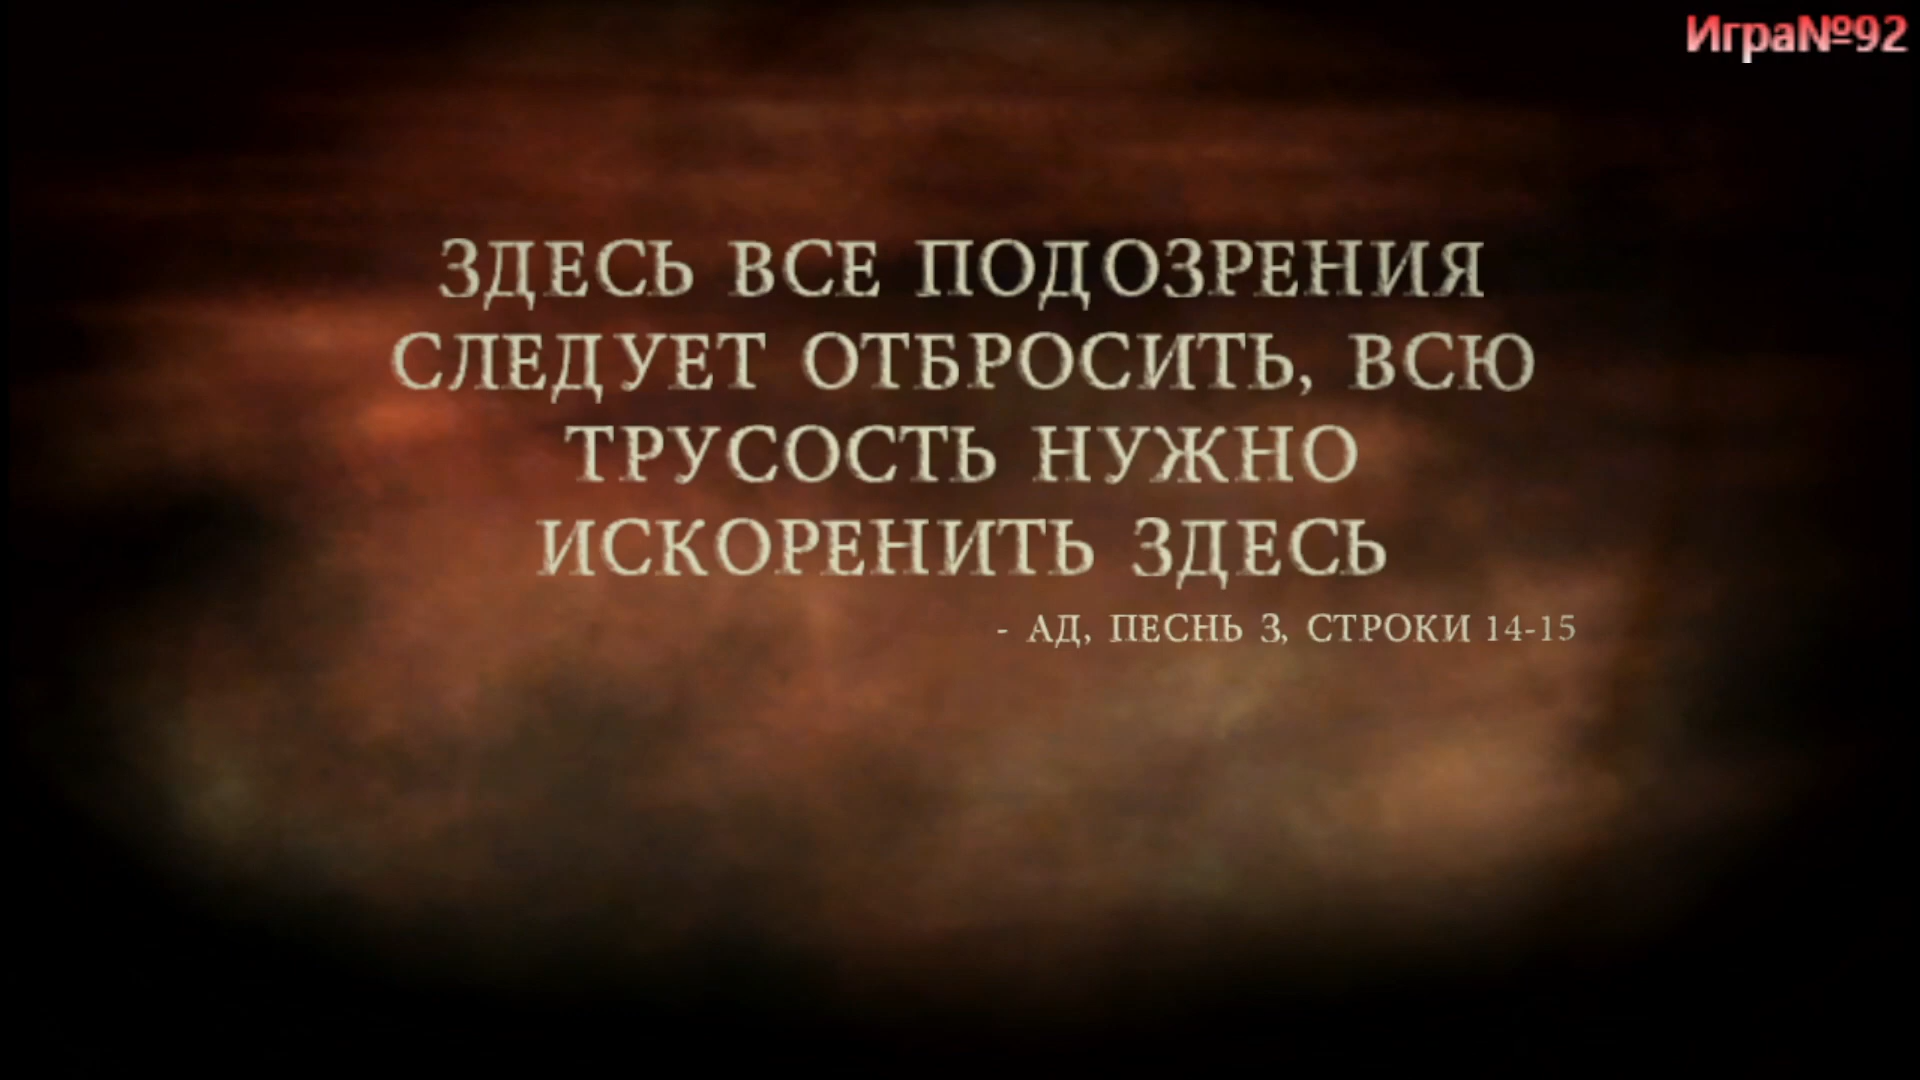 Игра№92
ЗДЕСЬ ВСЕ ПОДОЗРЕНИЯ
СЛЕДУЕТ ОТБРОСИТЬ, ВСЮ
ТРУСОСТЬ НУЖНО
ИСКОРЕНИТЬ ЗДЕСЬ
- АД, ПЕСНЬ 3, СТРОКИ 14-15